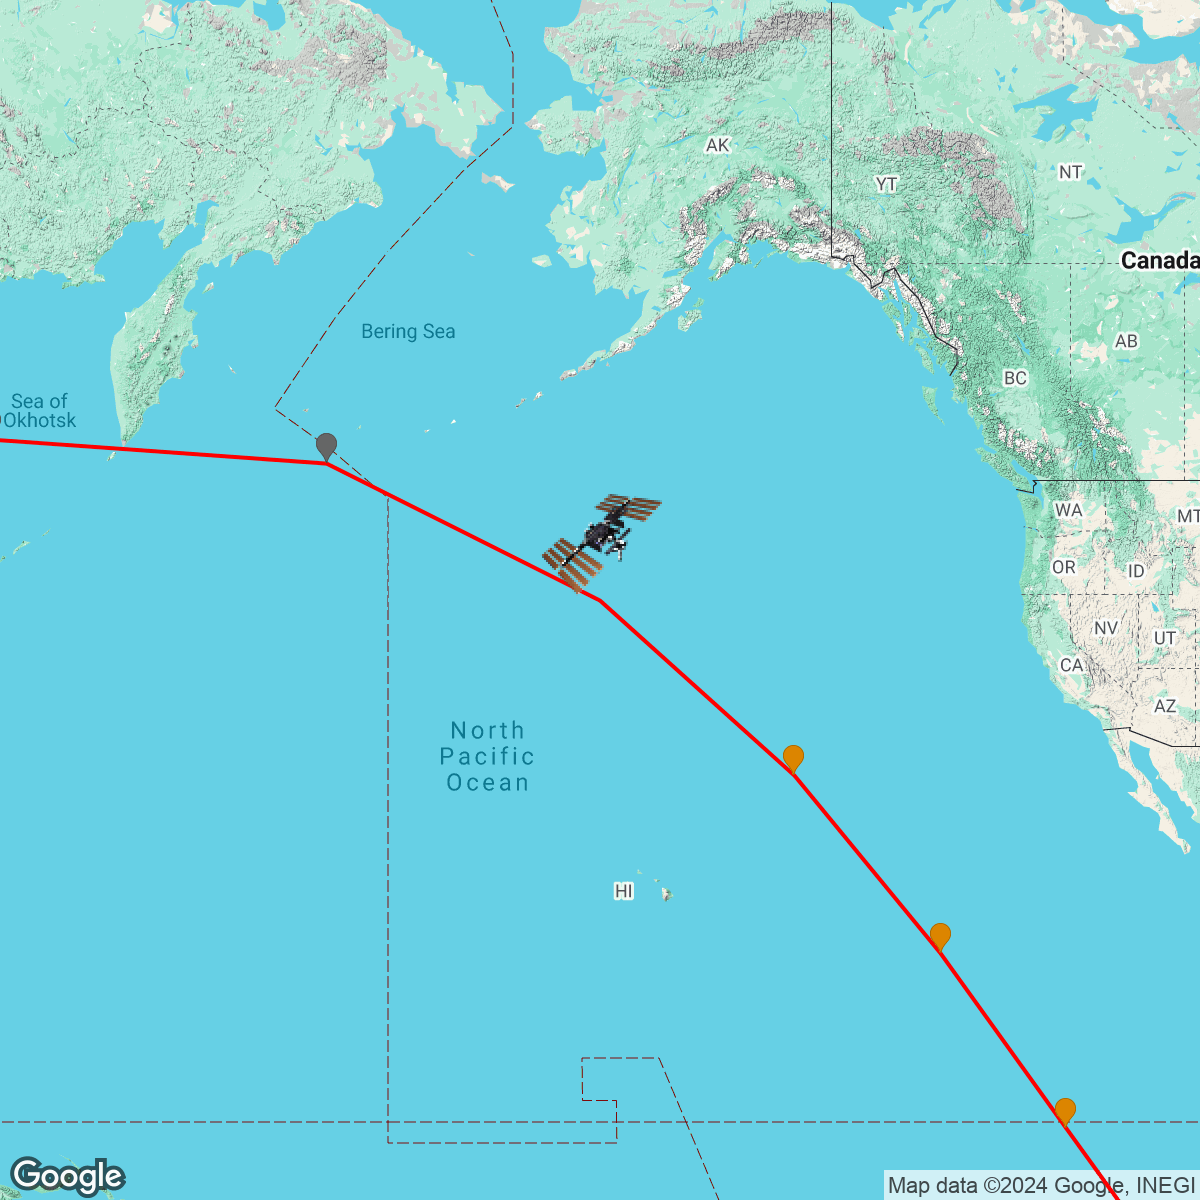 AK
YT
NT
Canada
Bering Sea
AB
BC
Sea of
Okhotsk
WA
MT
OR
ID
NV
UT
CA
AZ
North
Pacific
Ocean
HI
Google
Map data ©2024 Google, INEGI